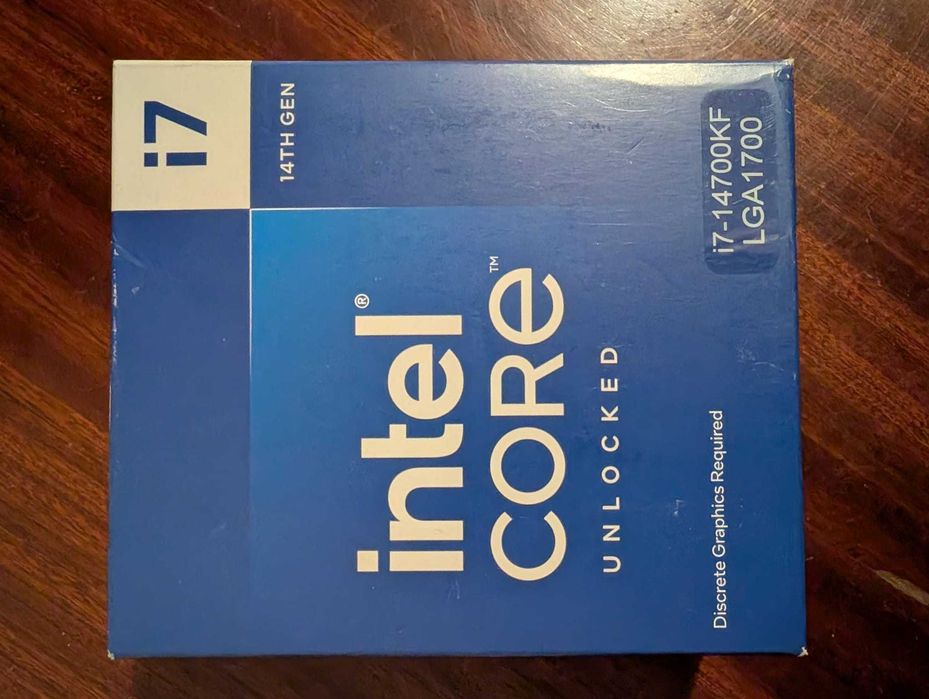 i7
14TH GEN
i7-14700KF
LGA1700
intel®
CORE™
UNLOCKED
Discrete Graphics Required